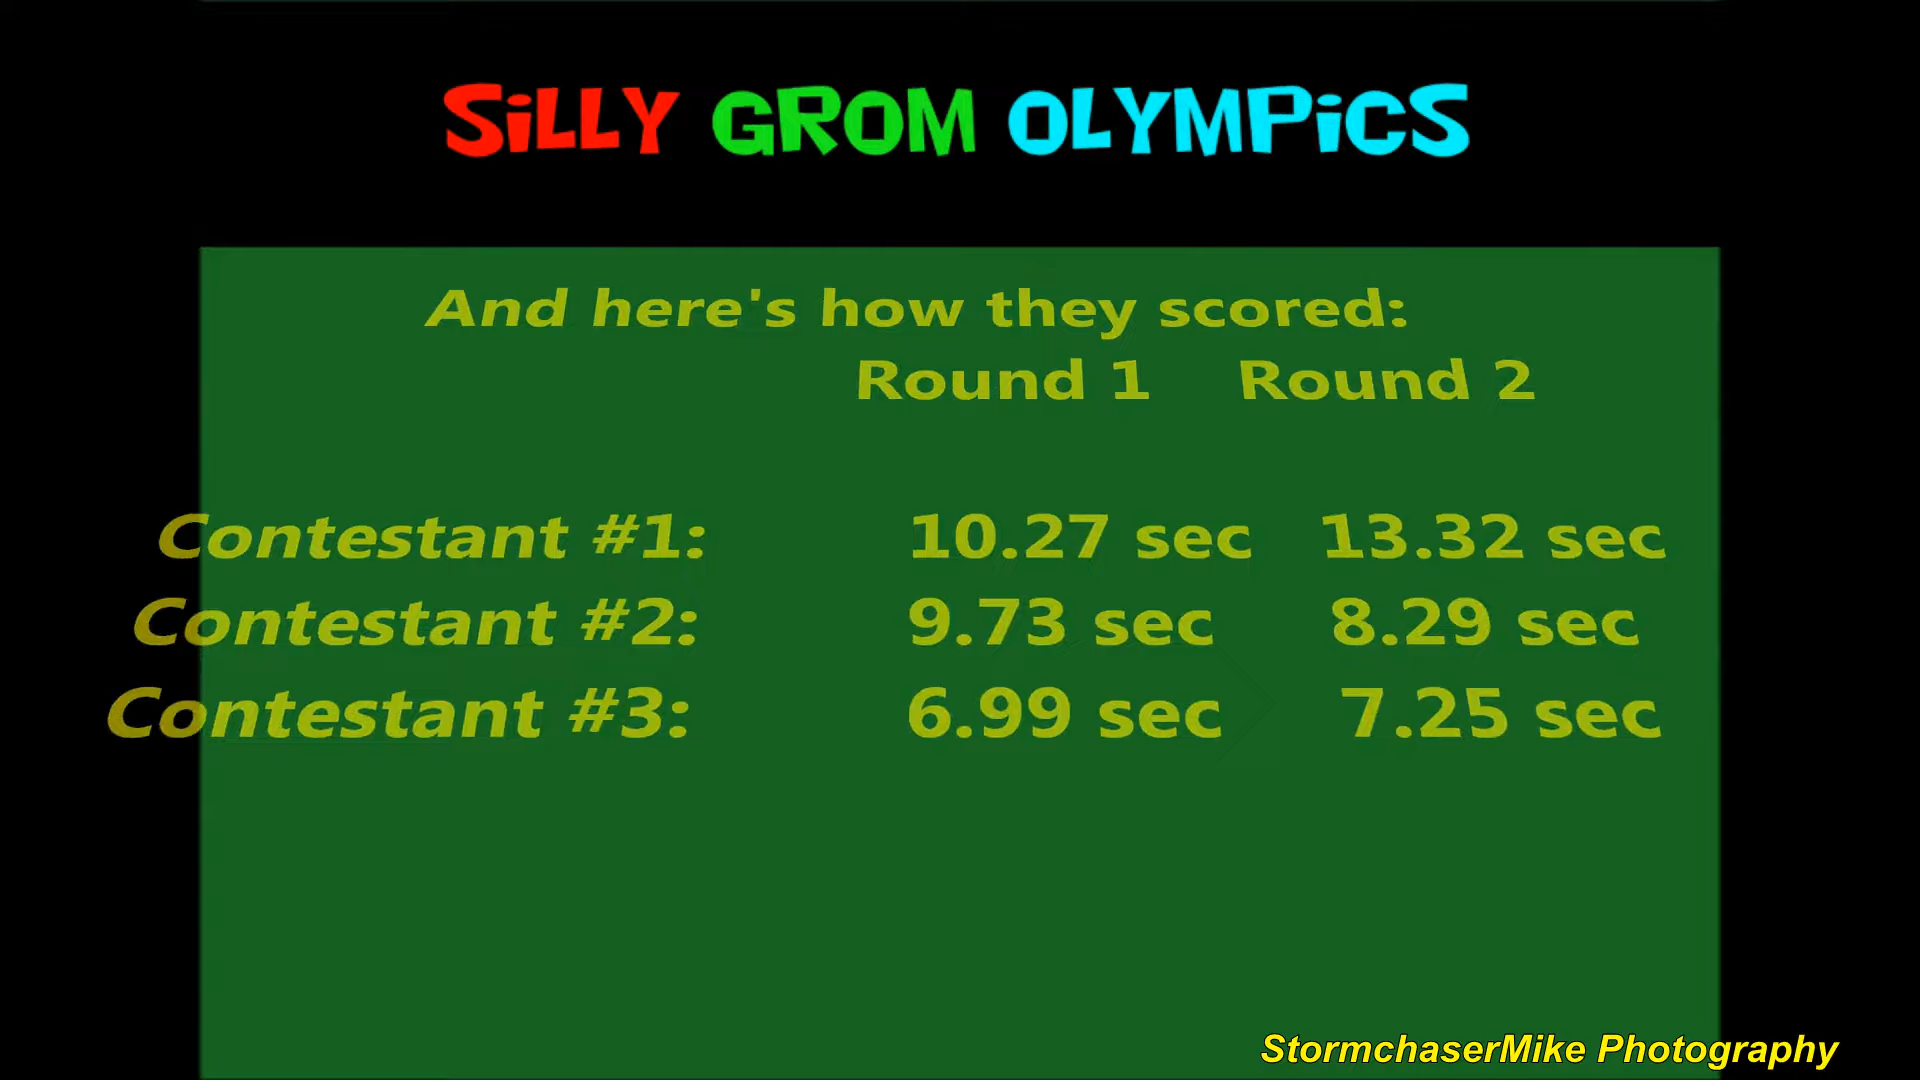 SiLLY GROM OLYMPiCS
And here's how they scored:
Round 1 Round 2
Contestant #1: 10.27 sec 13.32 sec
Contestant #2: 9.73 sec 8.29 sec
Contestant #3: 6.99 sec 7.25 sec
StormchaserMike Photography